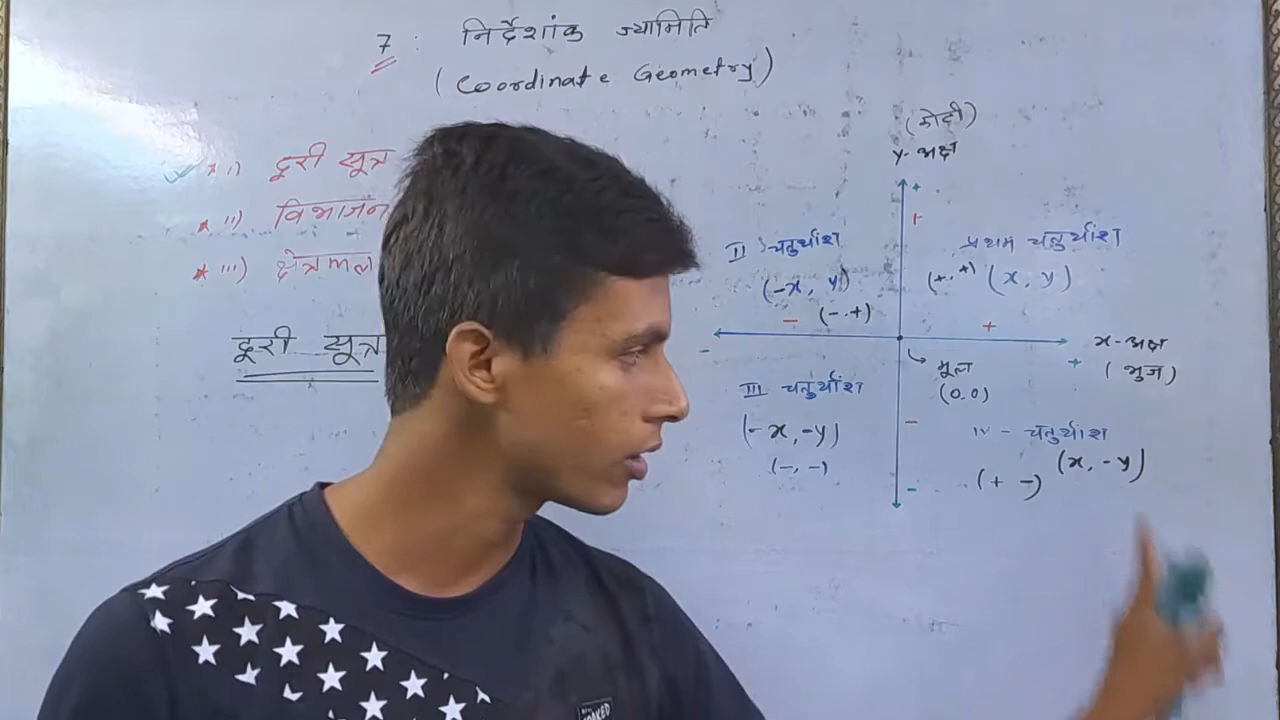 7 : निर्देशांक ज्यामिति
(Coordinate Geometry)
* i) दूरी सूत्र
* ii) विभाजन
* iii) क्षेत्रफल
दूरी सूत्र
(कोटी)
y-अक्ष
+
+
II चतुर्थांश
(-x, y)
- (-.+)
प्रथम चतुर्थांश
(+.+) (x, y)
+
x-अक्ष
- +
(भुज)
मूल
(0.0)
III चतुर्थांश
(-x,-y)
(-, -)
-
IV - चतुर्थांश
(x, -y)
(+ -)
-